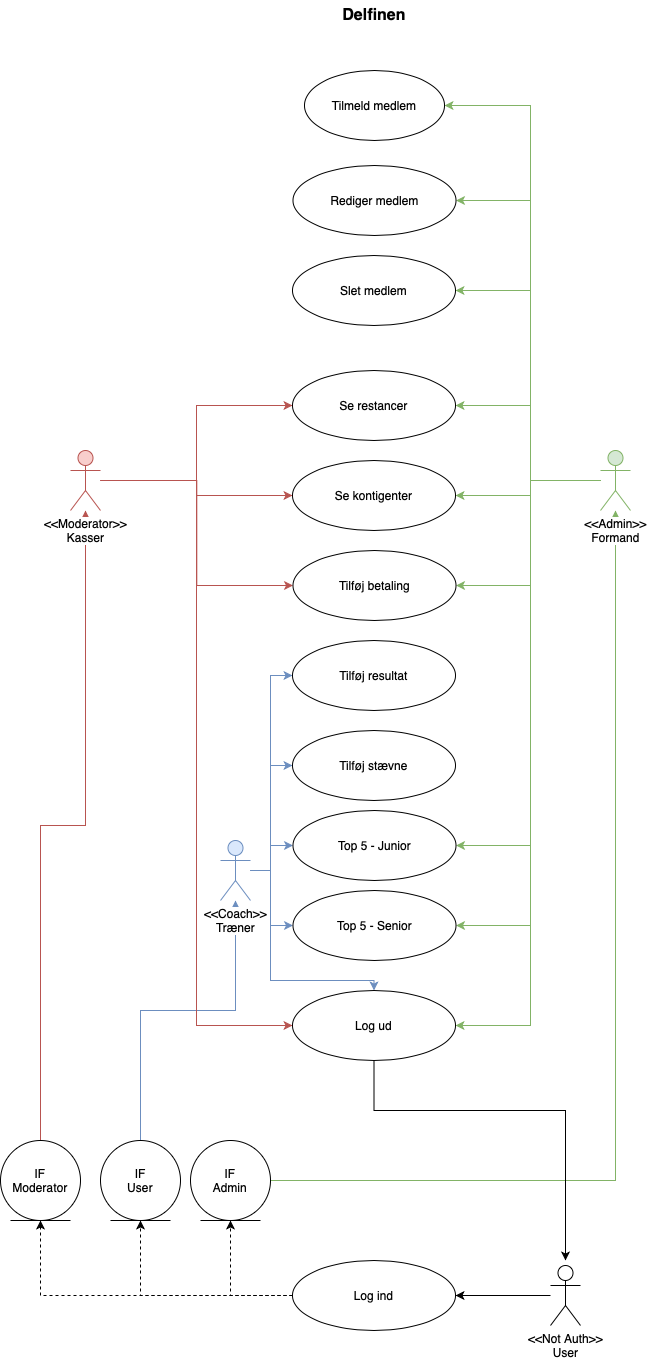 Delfinen
Tilmeld medlem
Rediger medlem
Slet medlem
Se restancer
<<Moderator>>
Kasser
Se kontigenter
<<Admin>>
Formand
Tilføj betaling
Tilføj resultat
Tilføj stævne
Top 5 - Junior
<<Coach>>
Træner
Top 5 - Senior
Log ud
IF
Moderator
IF
User
IF
Admin
Log ind
<<Not Auth>>
User